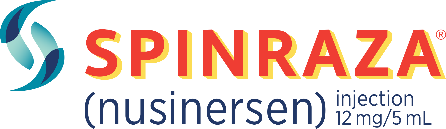 SPINRAZA®
(nusinersen) injection
12 mg/5 mL